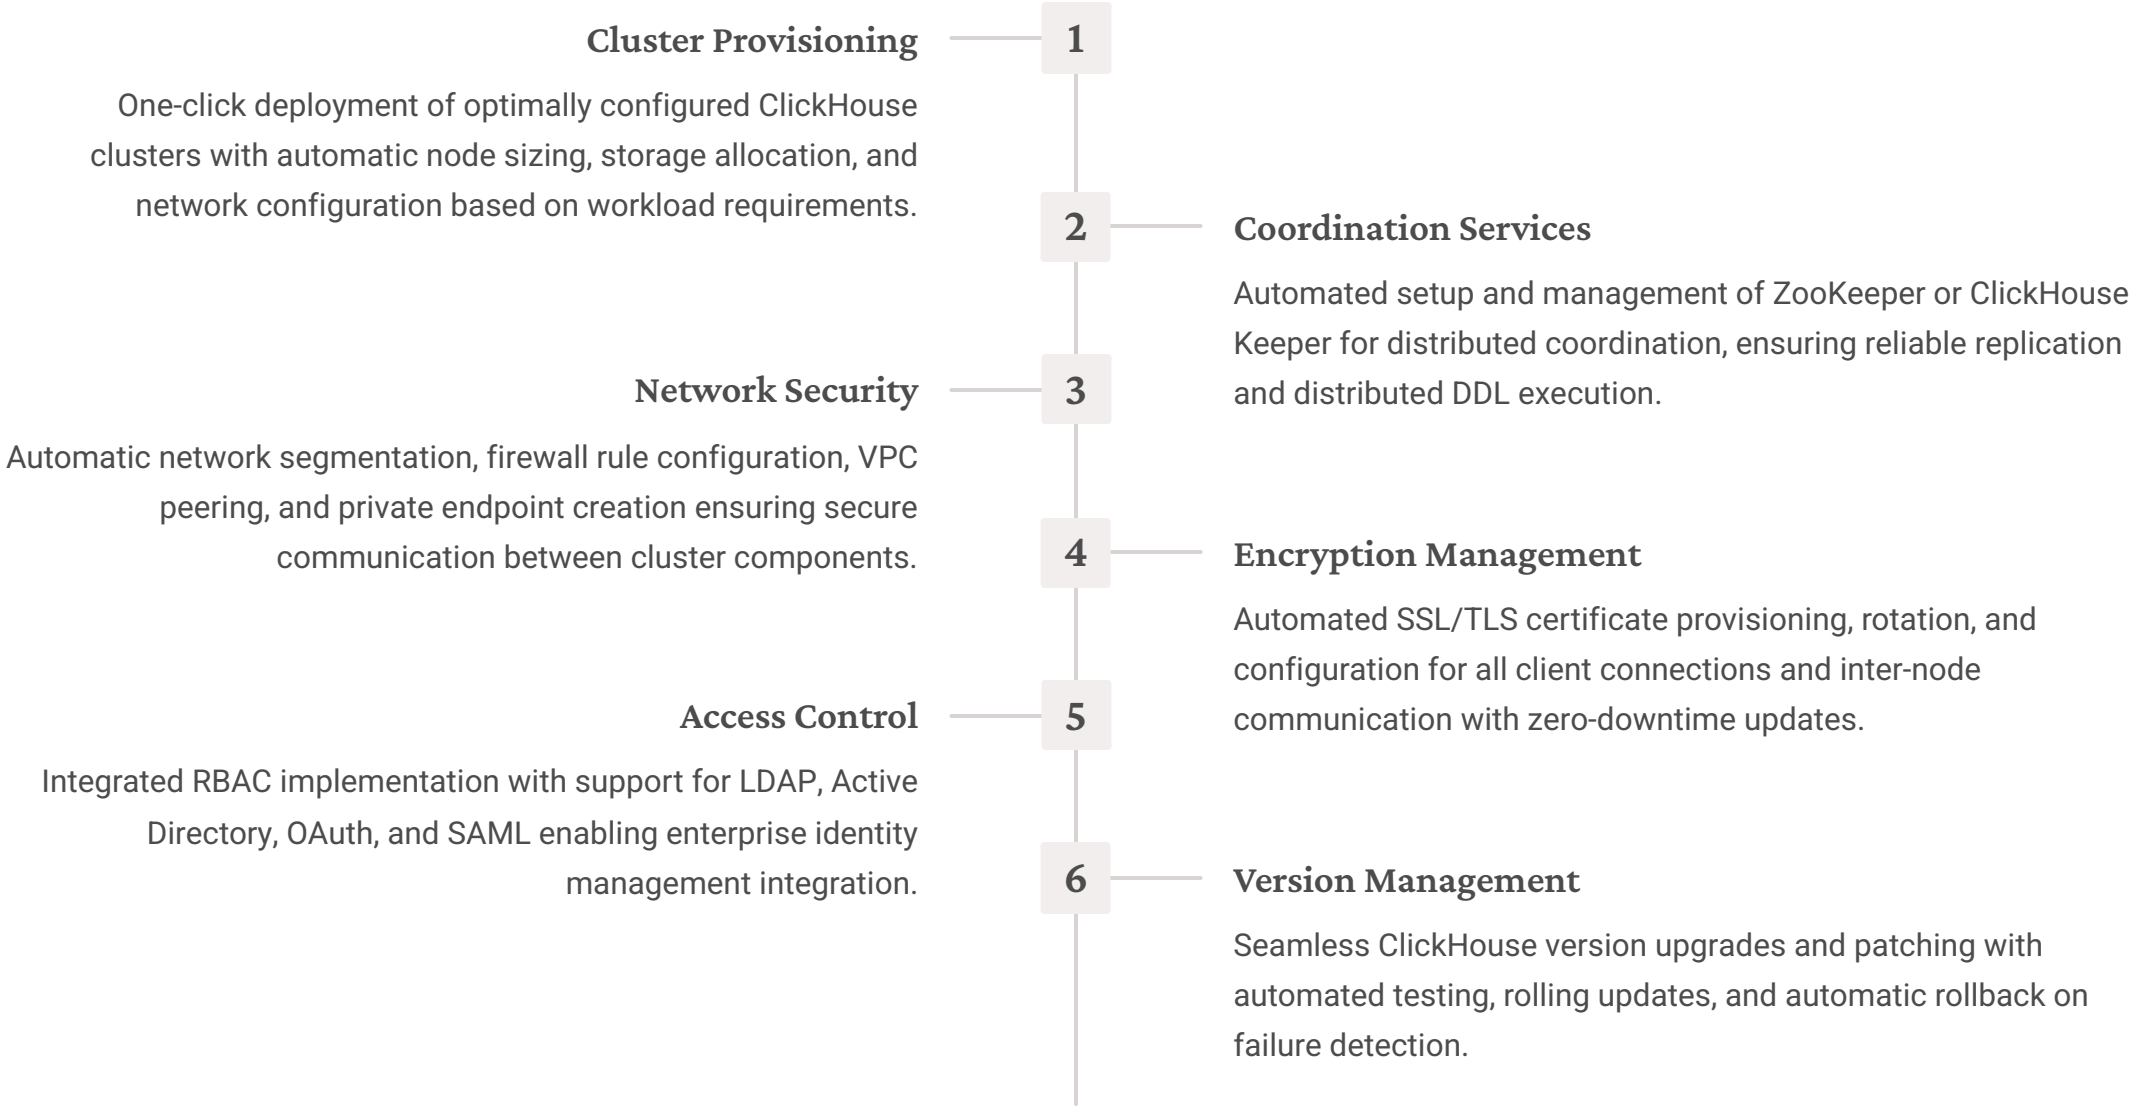 1
Cluster Provisioning
One-click deployment of optimally configured ClickHouse
clusters with automatic node sizing, storage allocation, and
network configuration based on workload requirements.
2
Coordination Services
Automated setup and management of ZooKeeper or ClickHouse
Keeper for distributed coordination, ensuring reliable replication
and distributed DDL execution.
3
Network Security
Automatic network segmentation, firewall rule configuration, VPC
peering, and private endpoint creation ensuring secure
communication between cluster components.
4
Encryption Management
Automated SSL/TLS certificate provisioning, rotation, and
configuration for all client connections and inter-node
communication with zero-downtime updates.
5
Access Control
Integrated RBAC implementation with support for LDAP, Active
Directory, OAuth, and SAML enabling enterprise identity
management integration.
6
Version Management
Seamless ClickHouse version upgrades and patching with
automated testing, rolling updates, and automatic rollback on
failure detection.